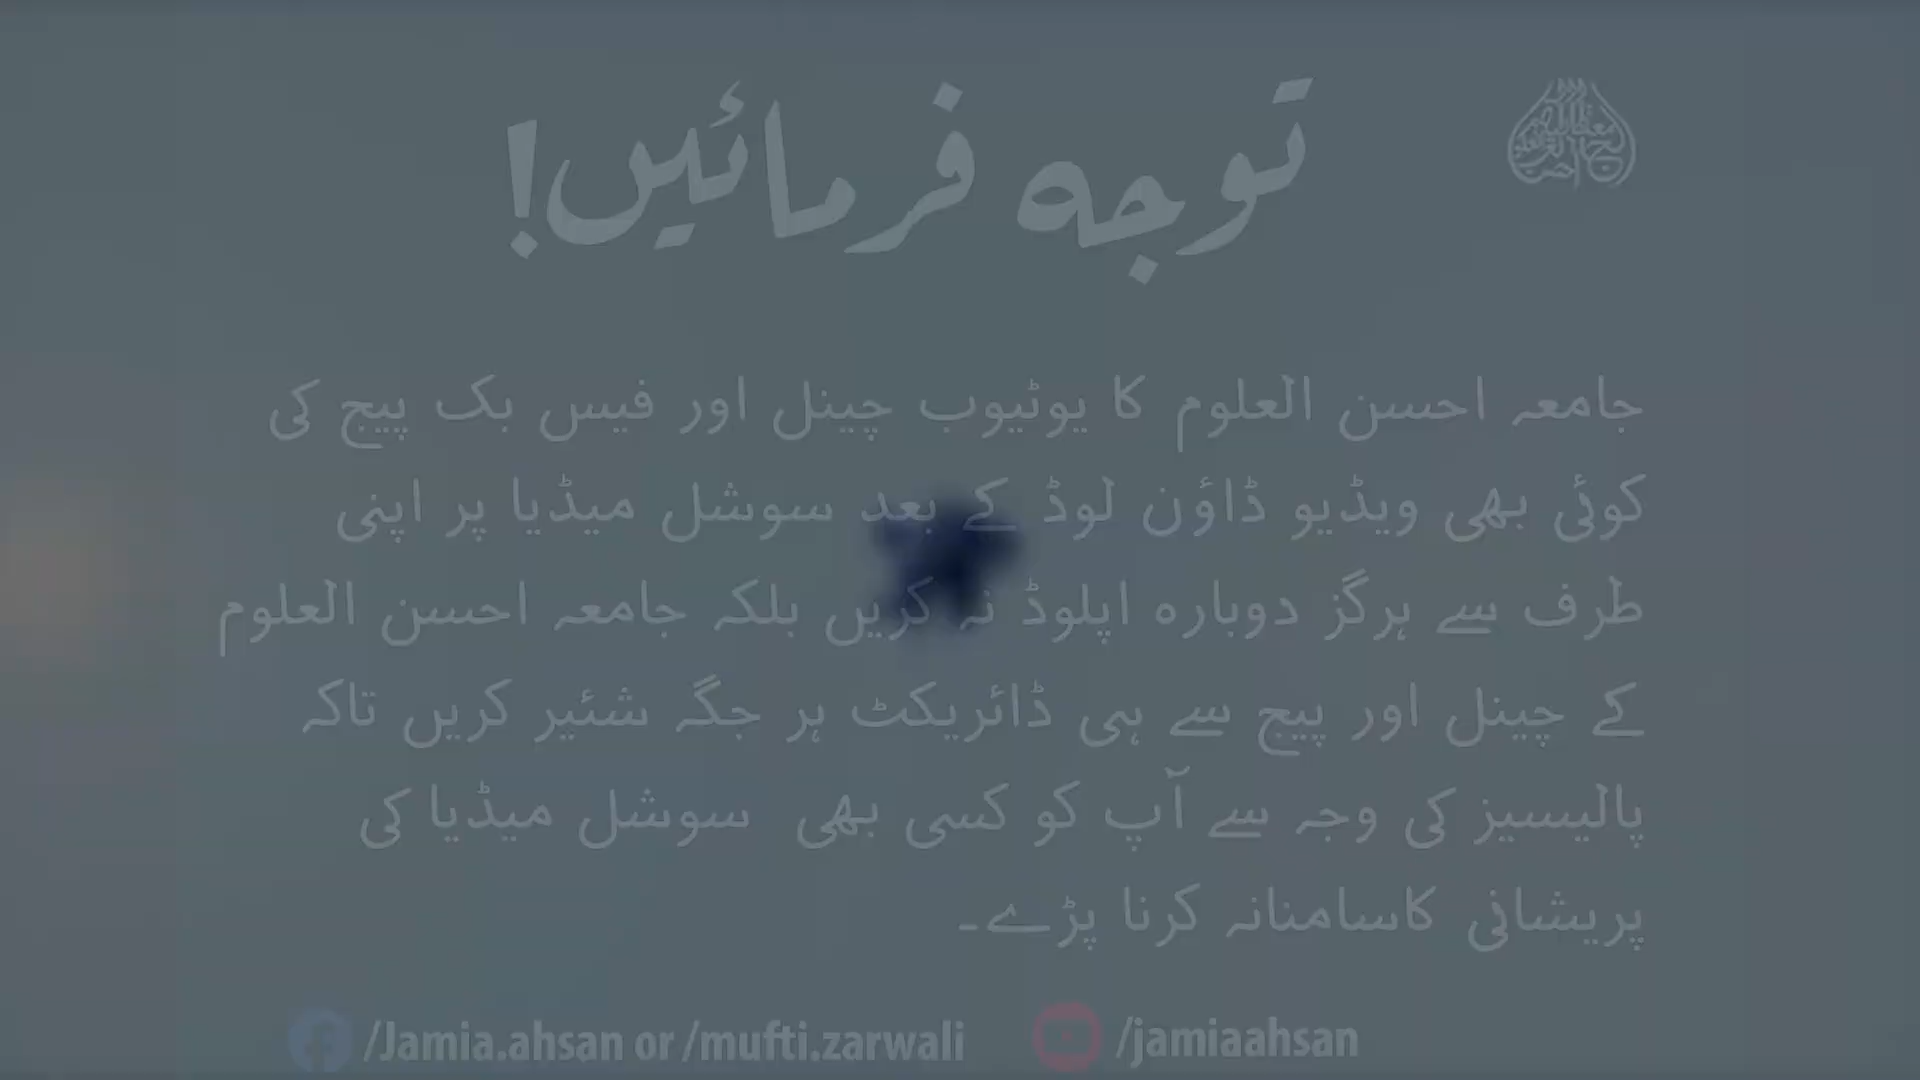 توجہ فرمائیں!
جامعہ احسن العلوم کا یوٹیوب چینل اور فیس بک پیج کی
کوئی بھی ویڈیو ڈاؤن لوڈ کے بعد سوشل میڈیا پر اپنی
طرف سے ہرگز دوبارہ اپلوڈ نہ کریں بلکہ جامعہ احسن العلوم
کے چینل اور پیج سے ہی ڈائریکٹ ہر جگہ شئیر کریں تاکہ
پالیسیز کی وجہ سے آپ کو کسی بھی سوشل میڈیا کی
پریشانی کاسامنانہ کرنا پڑے۔
/Jamia.ahsan or /mufti.zarwali /jamiaahsan